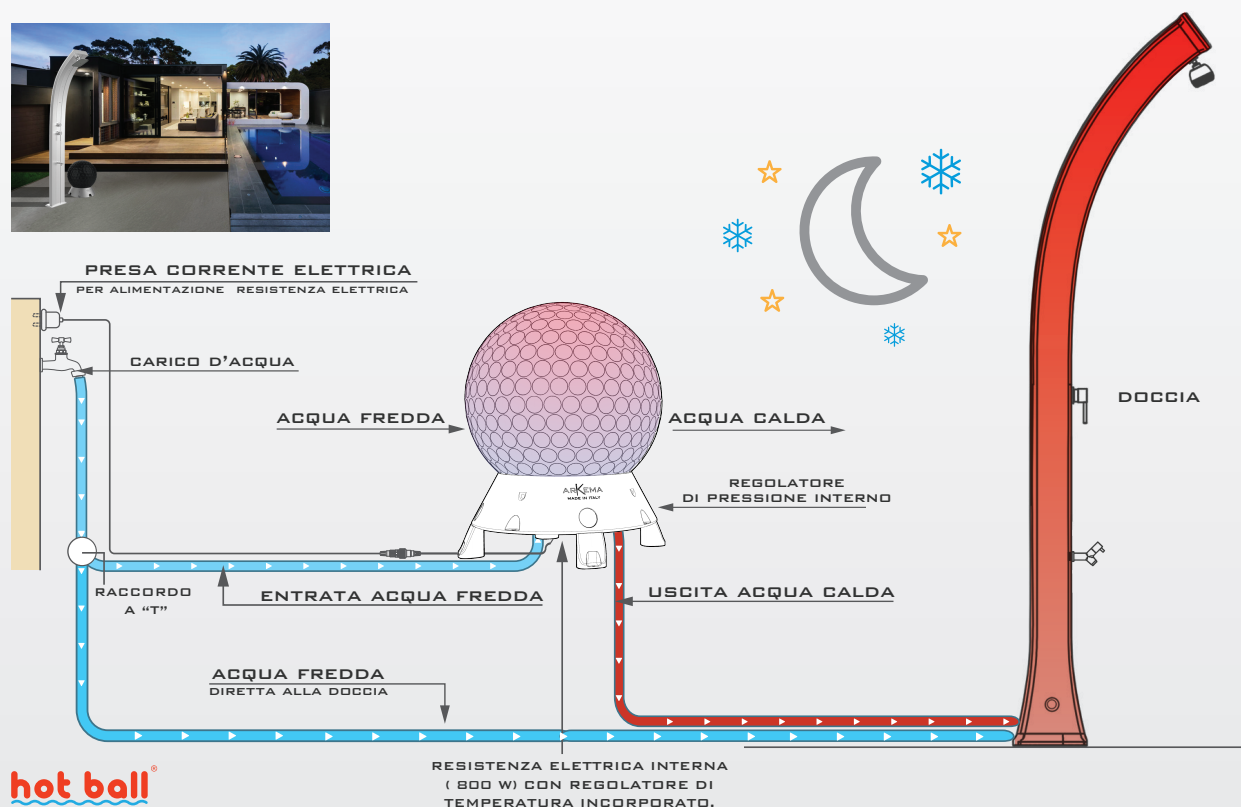 PRESA CORRENTE ELETTRICA
PER ALIMENTAZIONE RESISTENZA ELETTRICA
CARICO D'ACQUA
ACQUA FREDDA
ACQUA CALDA
DOCCIA
REGOLATORE
DI PRESSIONE INTERNO
ARKEMA
MADE IN ITALY
RACCORDO
A “T”
ENTRATA ACQUA FREDDA
USCITA ACQUA CALDA
ACQUA FREDDA
DIRETTA ALLA DOCCIA
RESISTENZA ELETTRICA INTERNA
( 800 W) CON REGOLATORE DI
TEMPERATURA INCORPORATO.
hot ball®